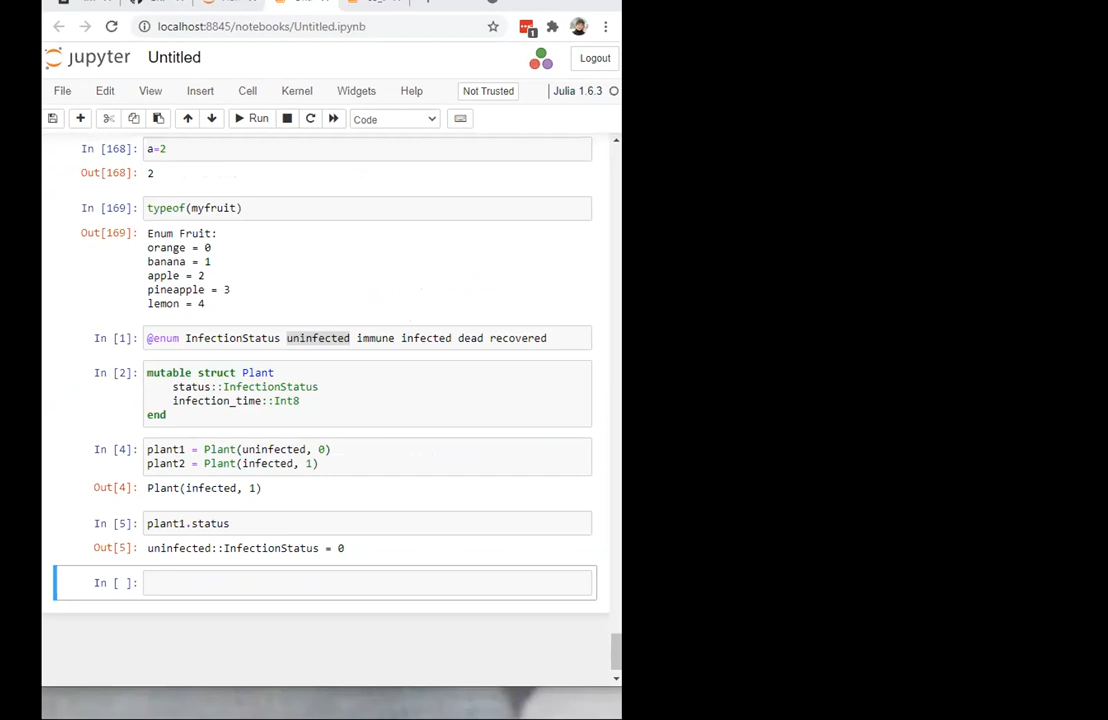 localhost:8845/notebooks/Untitled.ipynb
1
jupyter Untitled
Logout
File Edit View Insert Cell Kernel Widgets Help Not Trusted Julia 1.6.3
Run Code
In [168]: a=2
Out[168]: 2
In [169]: typeof(myfruit)
Out[169]: Enum Fruit:
orange = 0
banana = 1
apple = 2
pineapple = 3
lemon = 4
In [1]: @enum InfectionStatus uninfected immune infected dead recovered
In [2]: mutable struct Plant
status::InfectionStatus
infection_time::Int8
end
In [4]: plant1 = Plant(uninfected, 0)
plant2 = Plant(infected, 1)
Out[4]: Plant(infected, 1)
In [5]: plant1.status
Out[5]: uninfected::InfectionStatus = 0
In [ ]: